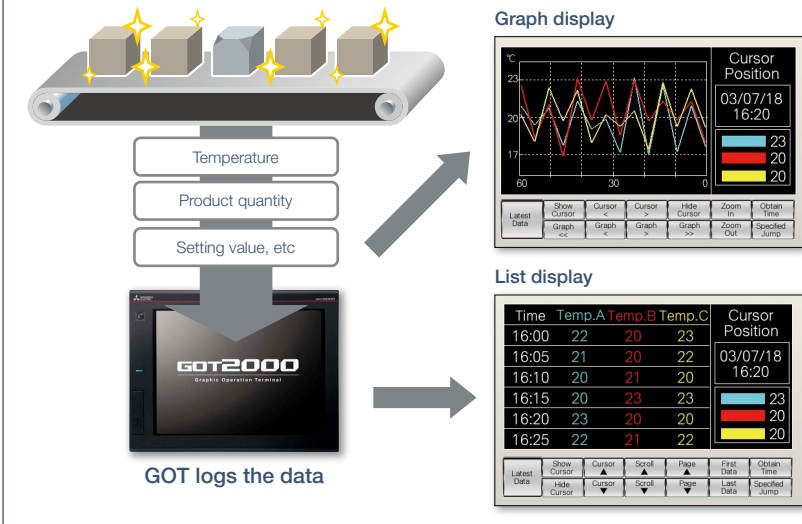 Graph display
Temperature
Product quantity
Setting value, etc
℃
23
20
17
60
30
0
Cursor
Position
03/07/18
16:20
23
20
20
Latest
Data
Show
Cursor
Cursor
<
Cursor
>
Hide
Cursor
Zoom
In
Obtain
Time
Graph
<<
Graph
<
Graph
>
Graph
>>
Zoom
Out
Specified
Jump
List display
Time Temp.A Temp.B Temp.C
16:00 22 20 23
16:05 21 20 22
16:10 20 21 20
16:15 20 23 23
16:20 23 20 20
16:25 22 21 22
Cursor
Position
03/07/18
16:20
23
20
20
Latest
Data
Show
Cursor
Cursor
▲
Scroll
▲
Page
▲
First
Data
Obtain
Time
Hide
Cursor
Cursor
▼
Scroll
▼
Page
▼
Last
Data
Specified
Jump
GOT2000
Graphic Operation Terminal
GOT logs the data